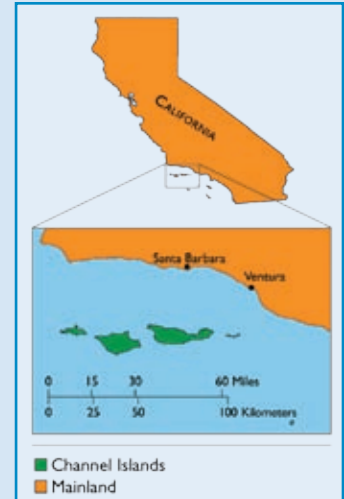 CALIFORNIA
Santa Barbara
Ventura
0 15 30 60 Miles
0 25 50 100 Kilometers
Channel Islands
Mainland